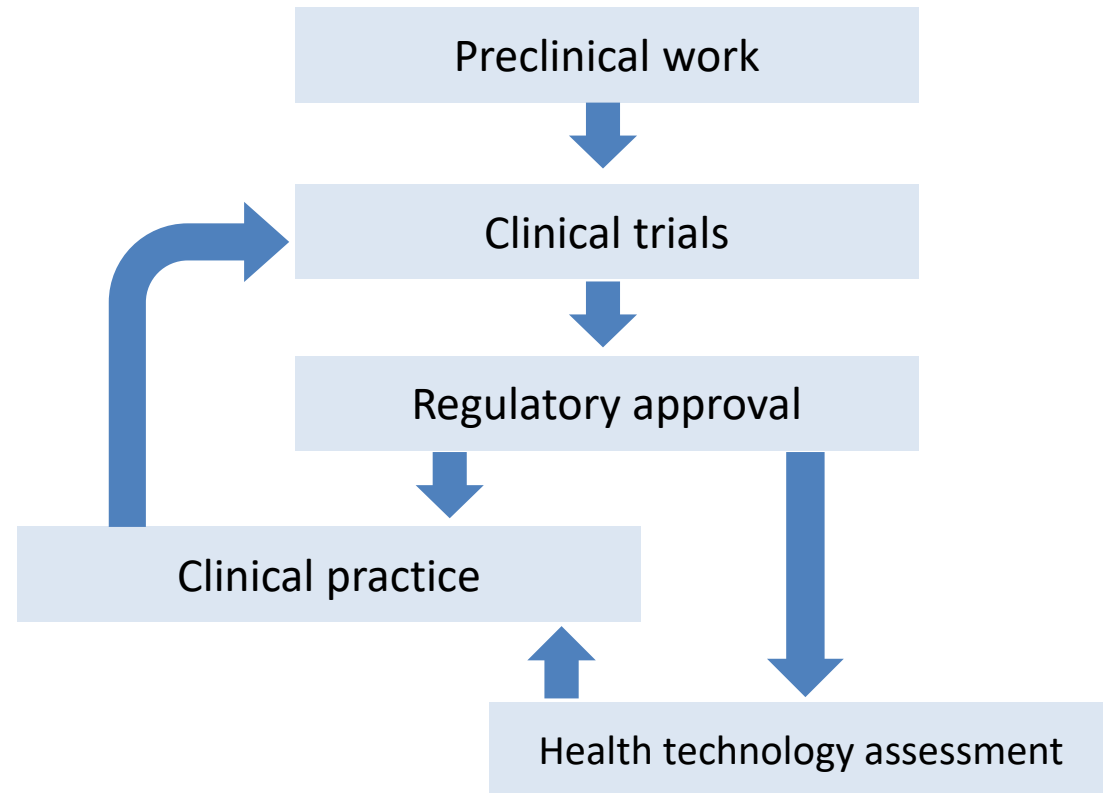 Preclinical work
Clinical trials
Regulatory approval
Clinical practice
Health technology assessment